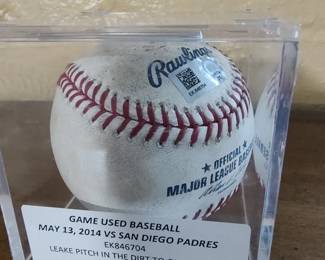 Rawlings
OFFICIAL
MAJOR LEAGUE
GAME USED BASEBALL
MAY 13, 2014 VS SAN DIEGO PADRES
EK846704
LEAKE PITCH IN THE DIRT TO